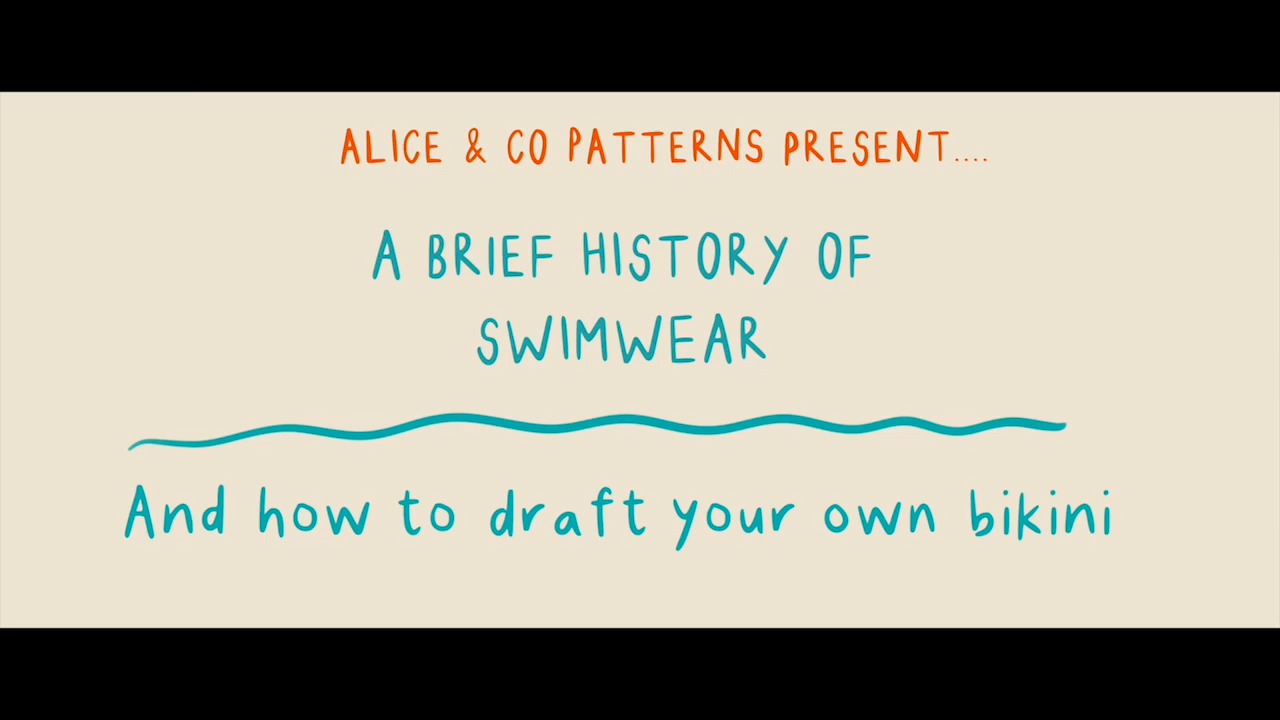 ALICE & CO PATTERNS PRESENT....
A BRIEF HISTORY OF
SWIMWEAR
And how to draft your own bikini